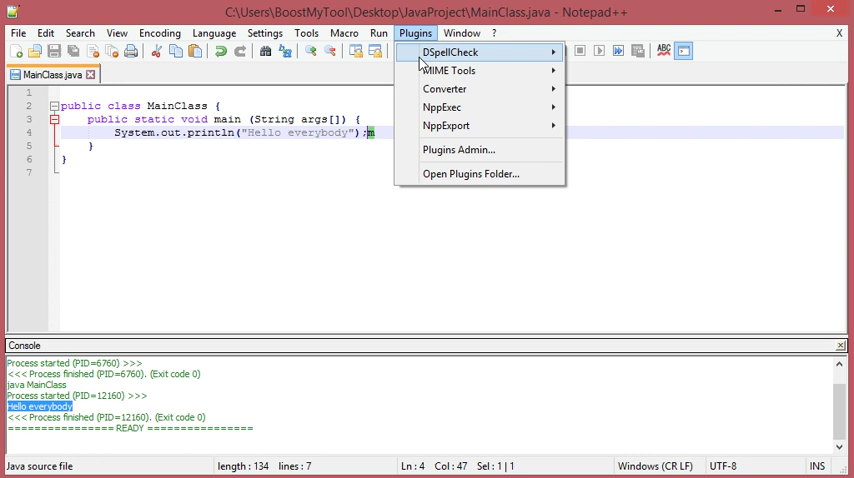 C:\Users\BoostMyTool\Desktop\JavaProject\MainClass.java - Notepad++
File Edit Search View Encoding Language Settings Tools Macro Run Plugins Window ? X
MainClass.java
1
2 public class MainClass {
3 public static void main (String args[]) {
4 System.out.println("Hello everybody");m
5 }
6 }
7
DSpellCheck
MIME Tools
Converter
NppExec
NppExport
Plugins Admin...
Open Plugins Folder...
ABC
Console
Process started (PID=6760) >>>
<<< Process finished (PID=6760). (Exit code 0)
java MainClass
Process started (PID=12160) >>>
Hello everybody
<<< Process finished (PID=12160). (Exit code 0)
================ READY ================
Java source file length : 134 lines : 7 Ln : 4 Col : 47 Sel : 1 | 1 Windows (CR LF) UTF-8 INS